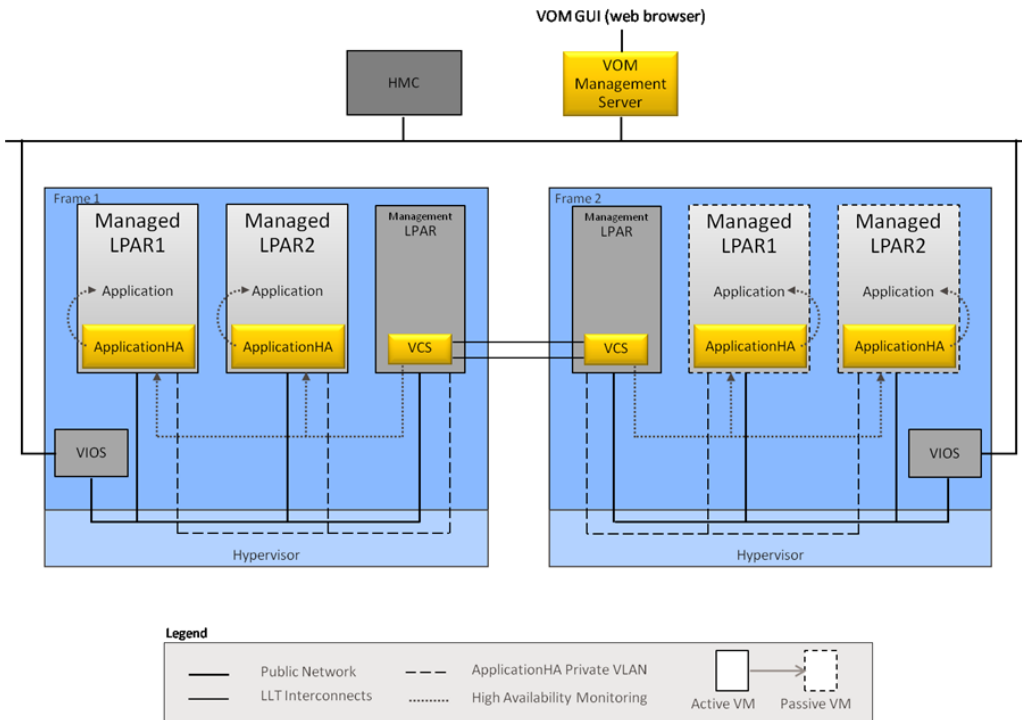 VOM GUI (web browser)
HMC
VOM
Management
Server
Frame 1
Managed
LPAR1
Application
ApplicationHA
Managed
LPAR2
Application
ApplicationHA
Management
LPAR
VCS
VIOS
Hypervisor
Frame 2
Management
LPAR
VCS
Managed
LPAR1
Application
ApplicationHA
Managed
LPAR2
Application
ApplicationHA
VIOS
Hypervisor
Legend
Public Network
LLT Interconnects
ApplicationHA Private VLAN
High Availability Monitoring
Active VM
Passive VM